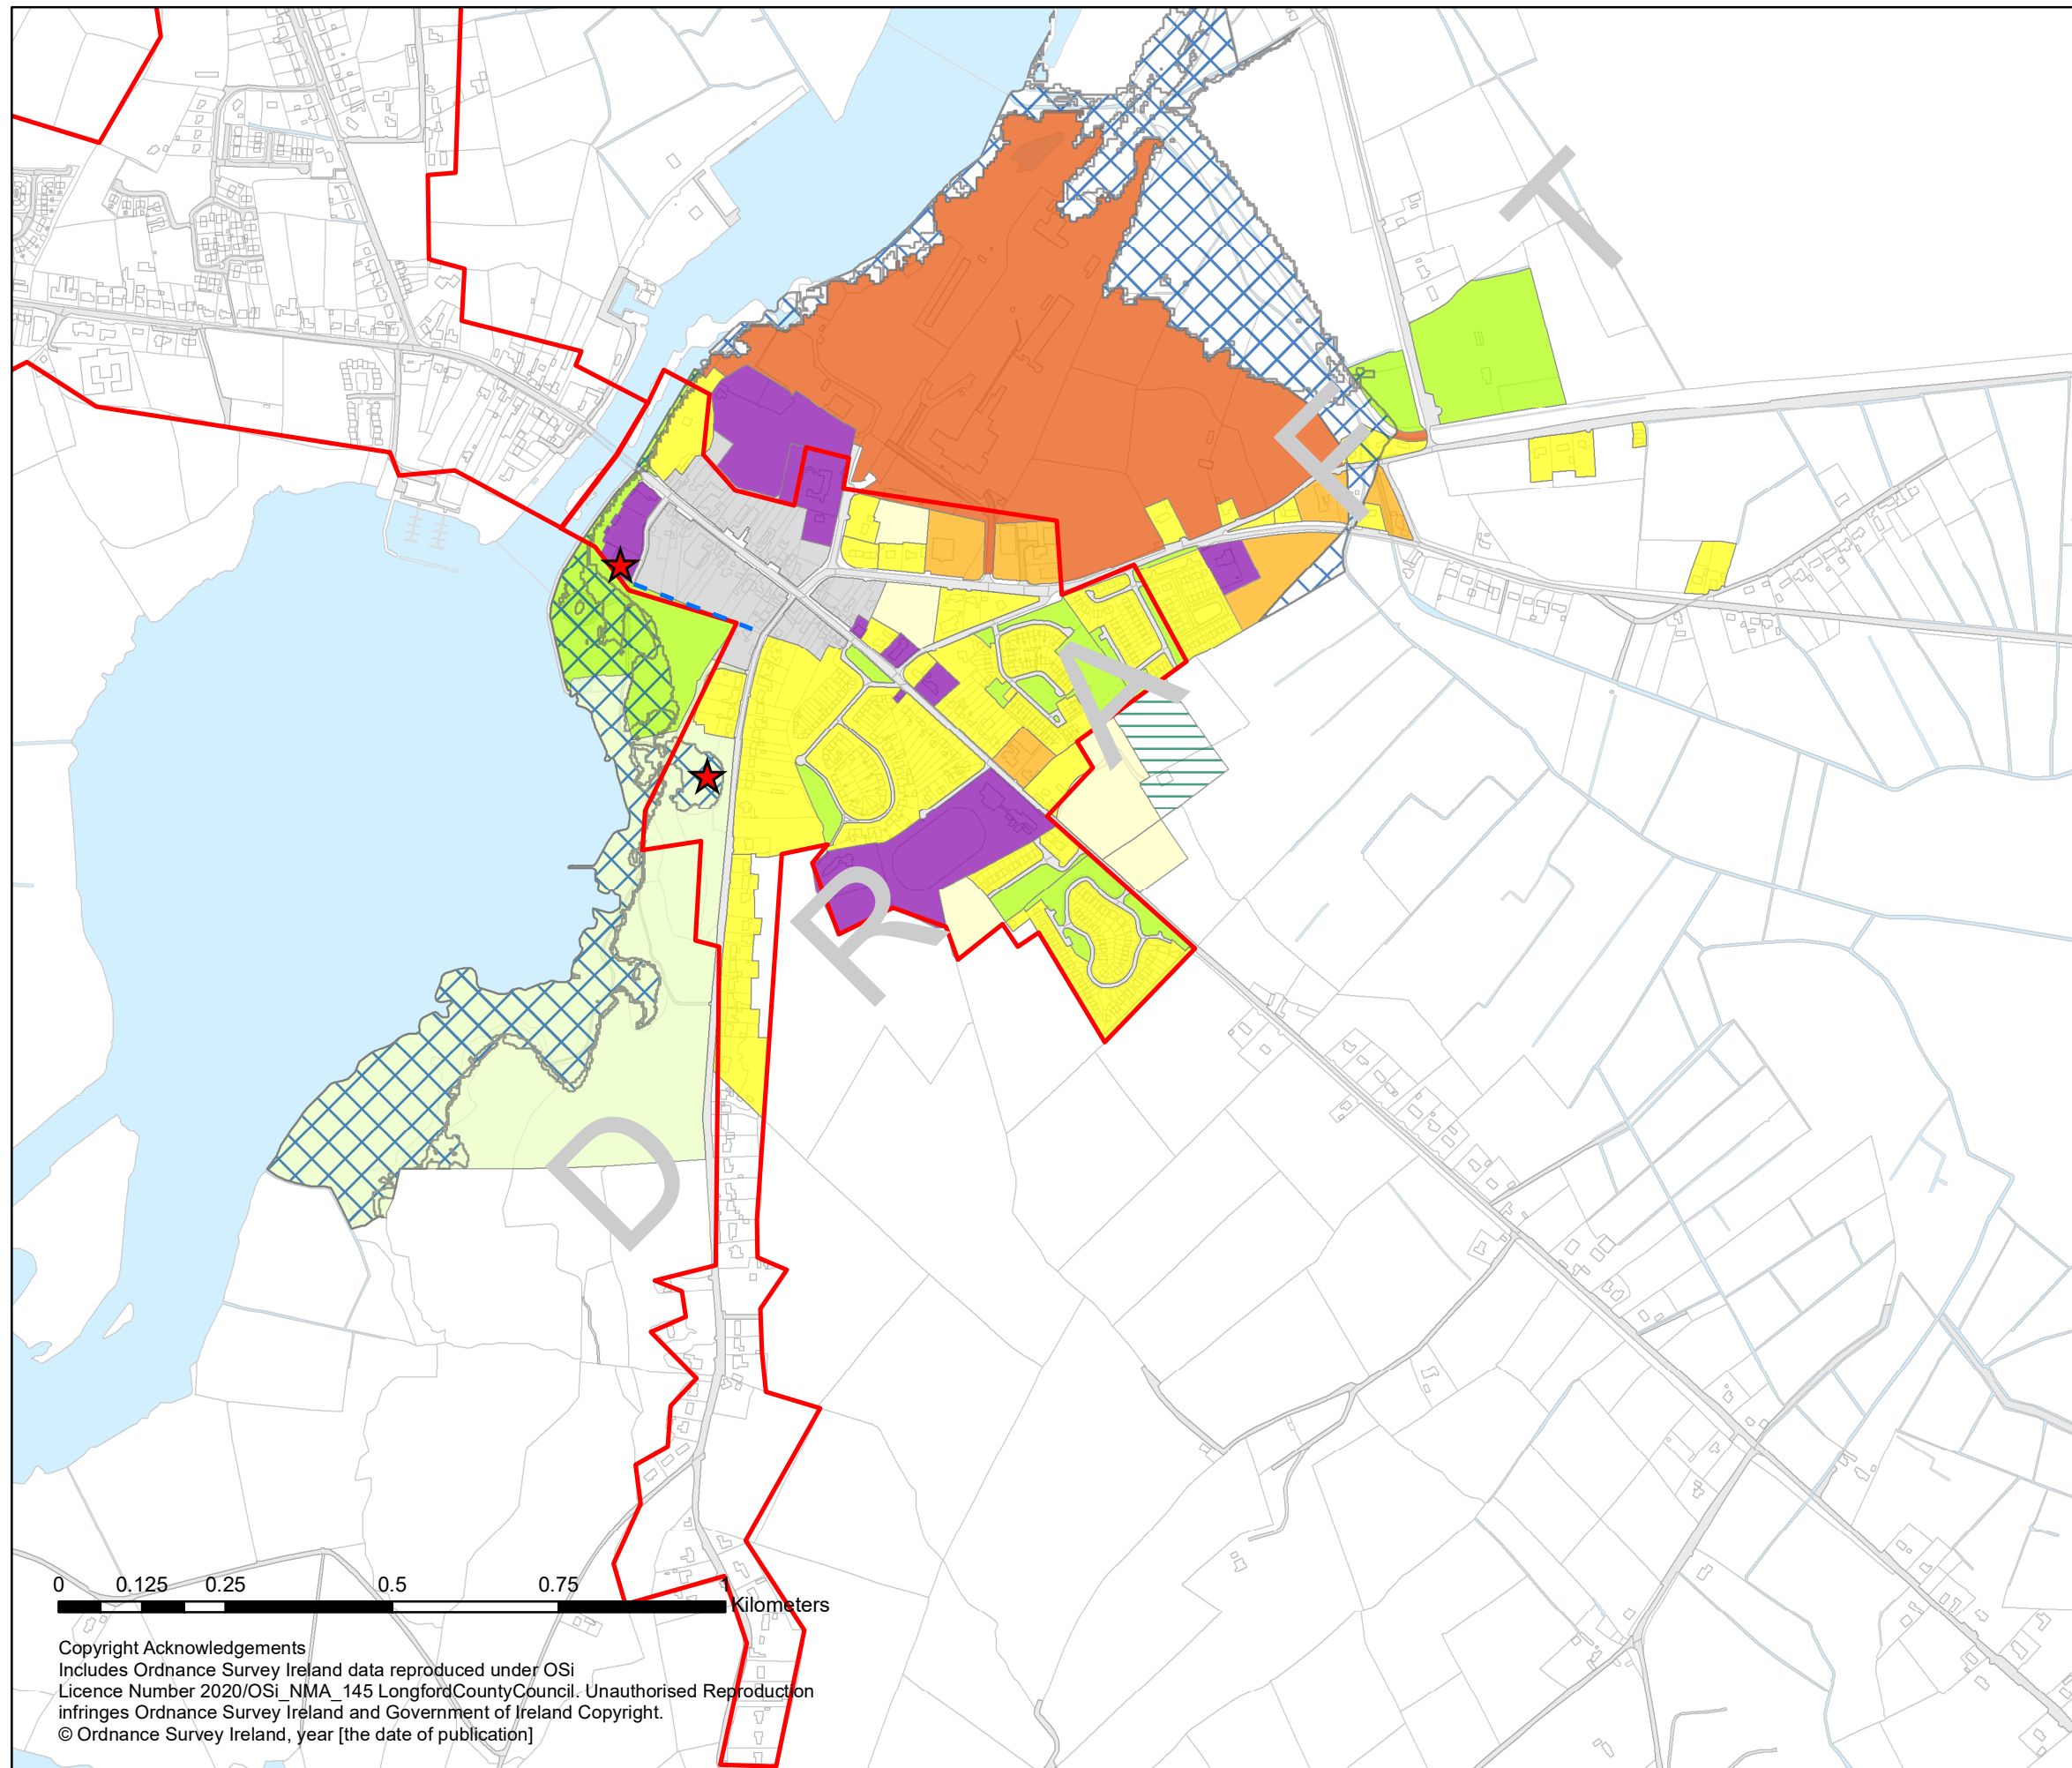 D R A F T
0 0.125 0.25 0.5 0.75 1
Kilometers
Copyright Acknowledgements
Includes Ordnance Survey Ireland data reproduced under OSi
Licence Number 2020/OSi_NMA_145 LongfordCountyCouncil. Unauthorised Reproduction
infringes Ordnance Survey Ireland and Government of Ireland Copyright.
© Ordnance Survey Ireland, year [the date of publication]